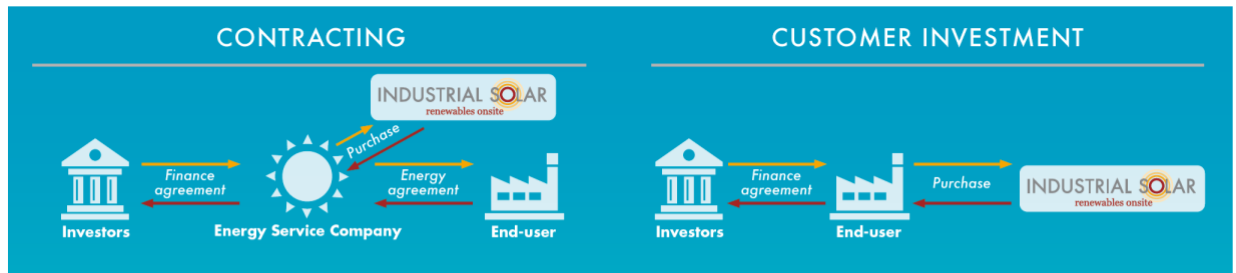 CONTRACTING
INDUSTRIAL SOLAR
renewables onsite
Purchase
Finance
agreement
Energy
agreement
Investors
Energy Service Company
End-user
CUSTOMER INVESTMENT
Finance
agreement
Purchase
INDUSTRIAL SOLAR
renewables onsite
Investors
End-user